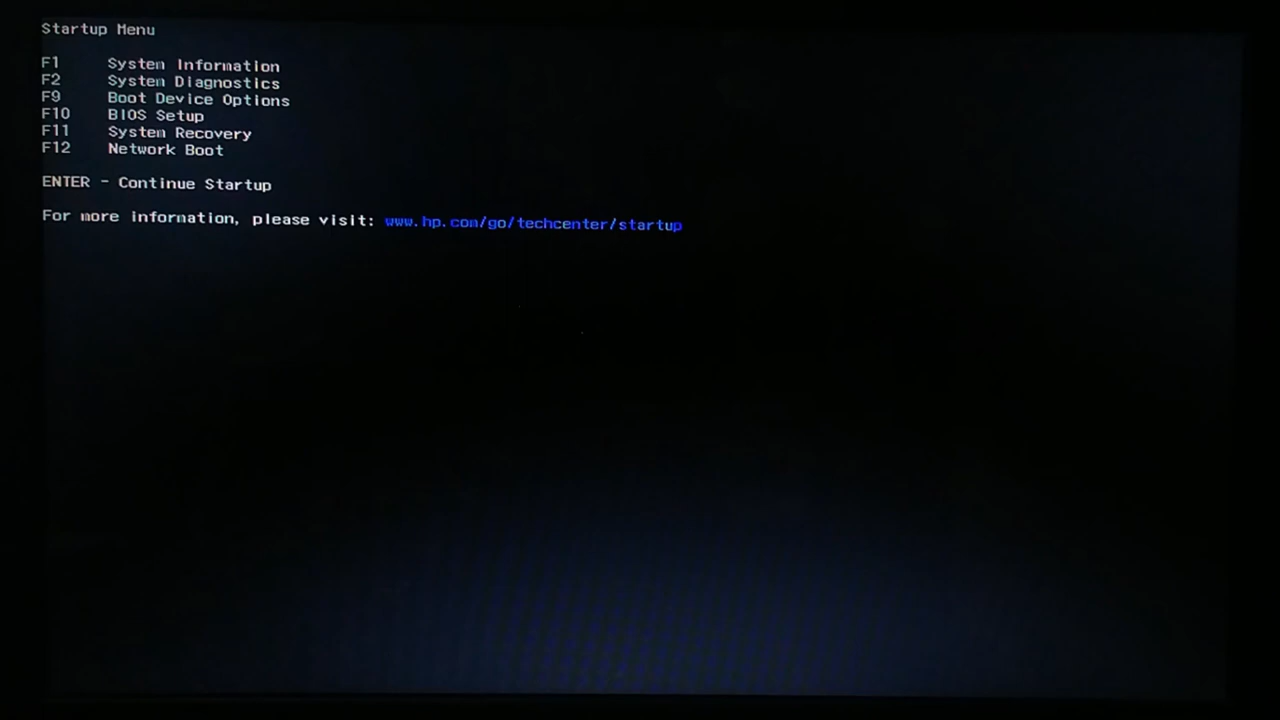 Startup Menu
F1 System Information
F2 System Diagnostics
F9 Boot Device Options
F10 BIOS Setup
F11 System Recovery
F12 Network Boot
ENTER - Continue Startup
For more information, please visit: www.hp.com/go/techcenter/startup